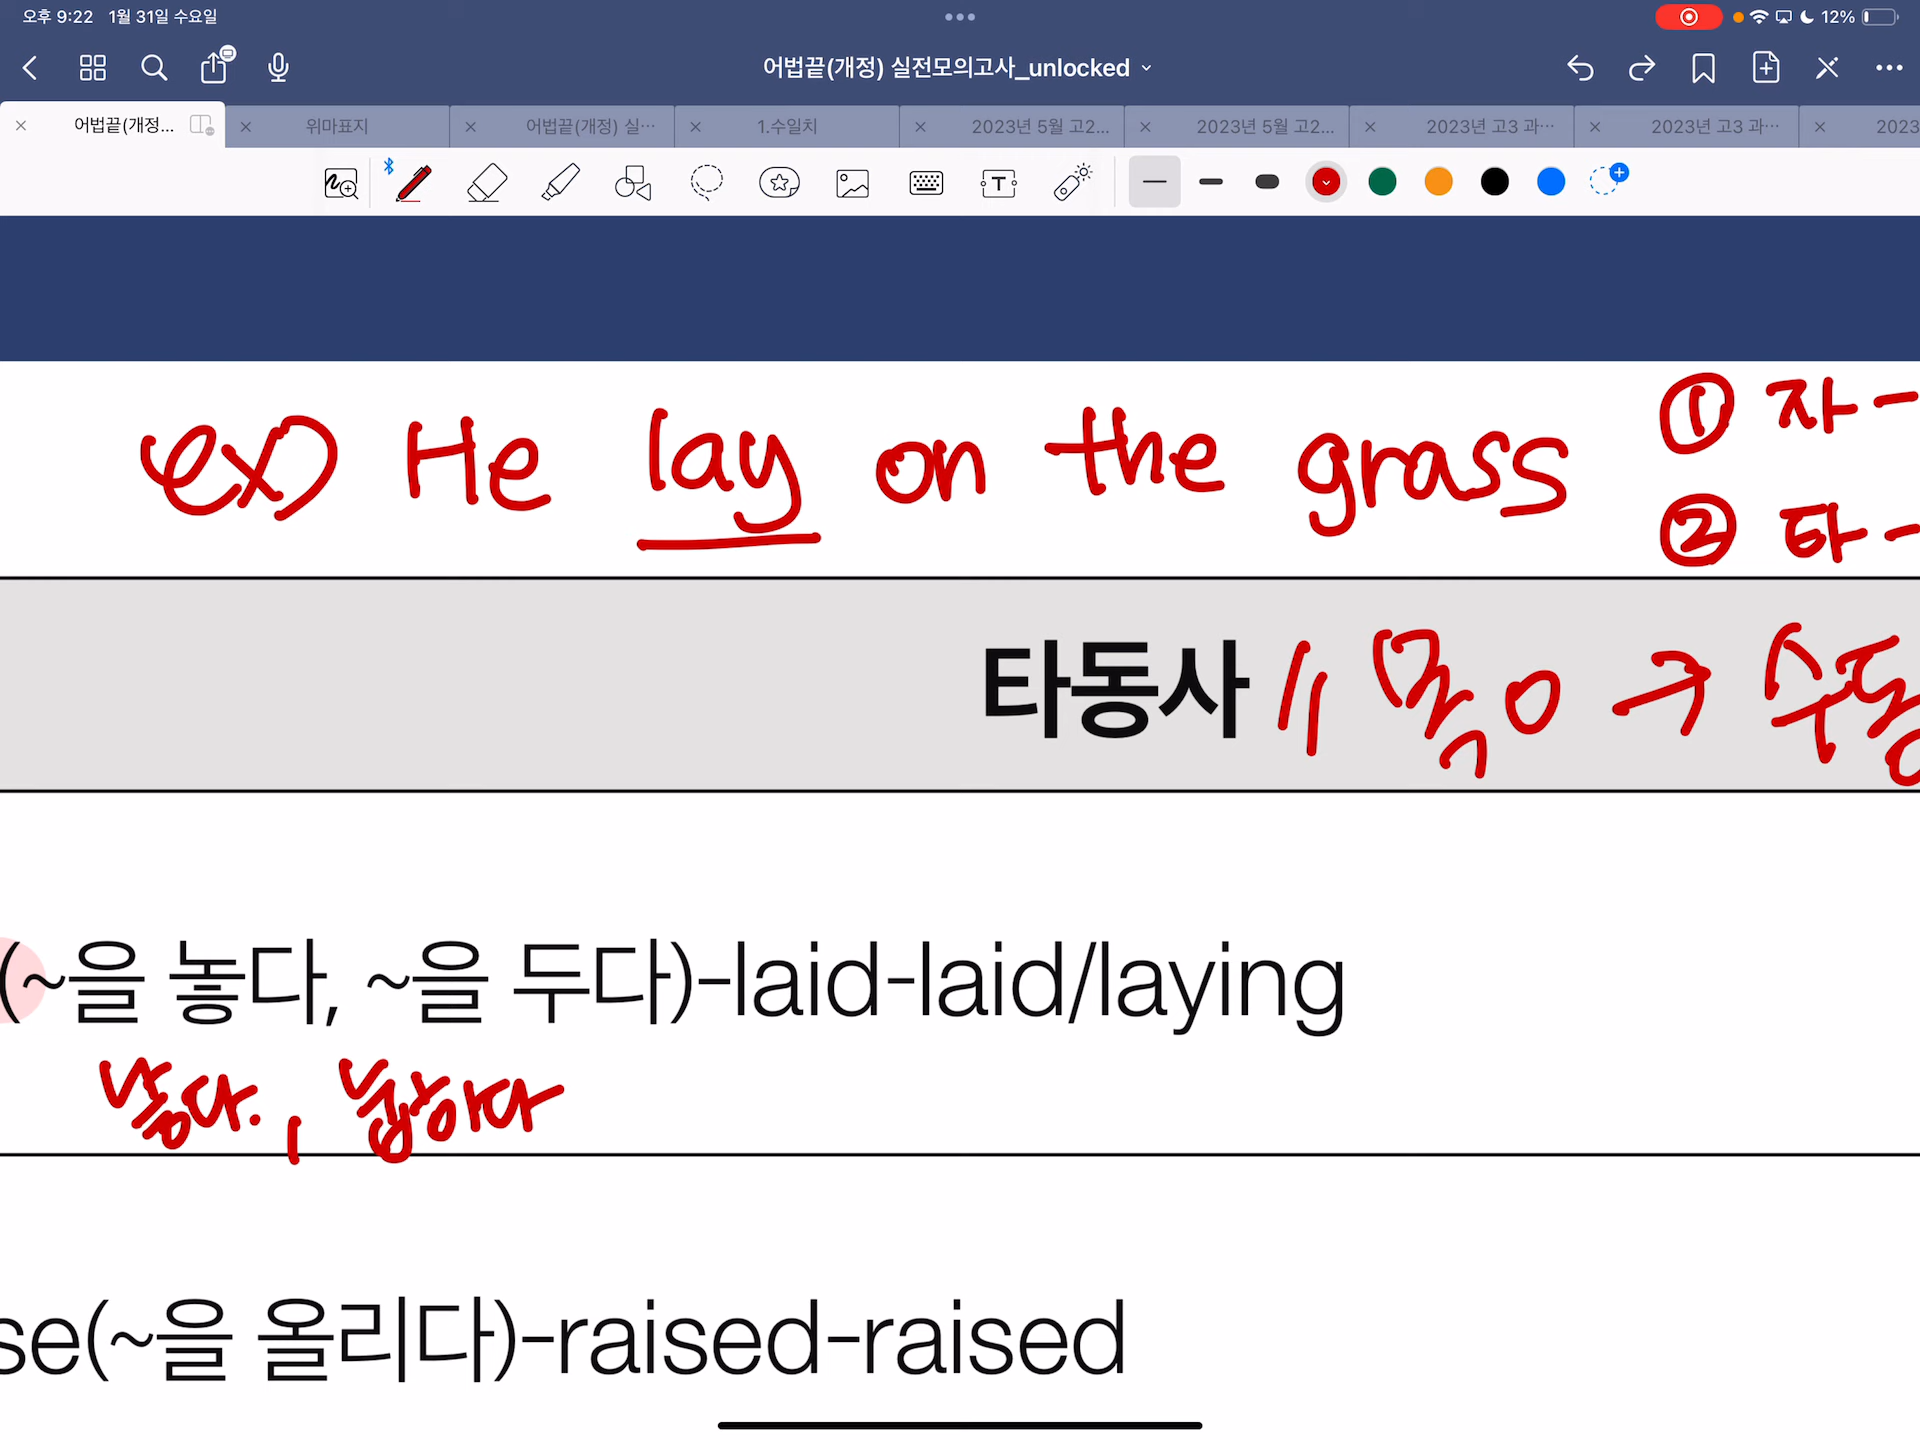 오후 9:22 1월 31일 수요일
12%
어법끝(개정) 실전모의고사_unlocked
어법끝(개정... 위마표지 어법끝(개정) 실... 1.수일치 2023년 5월 고2... 2023년 5월 고2... 2023년 고3 과... 2023년 고3 과... 2023
T
ex) He lay on the grass ① 자 -
② 타 -
타동사 // 목 O → 수동
(~을 놓다, ~을 두다)-laid-laid/laying
낳다.,
se(~을 올리다)-raised-raised